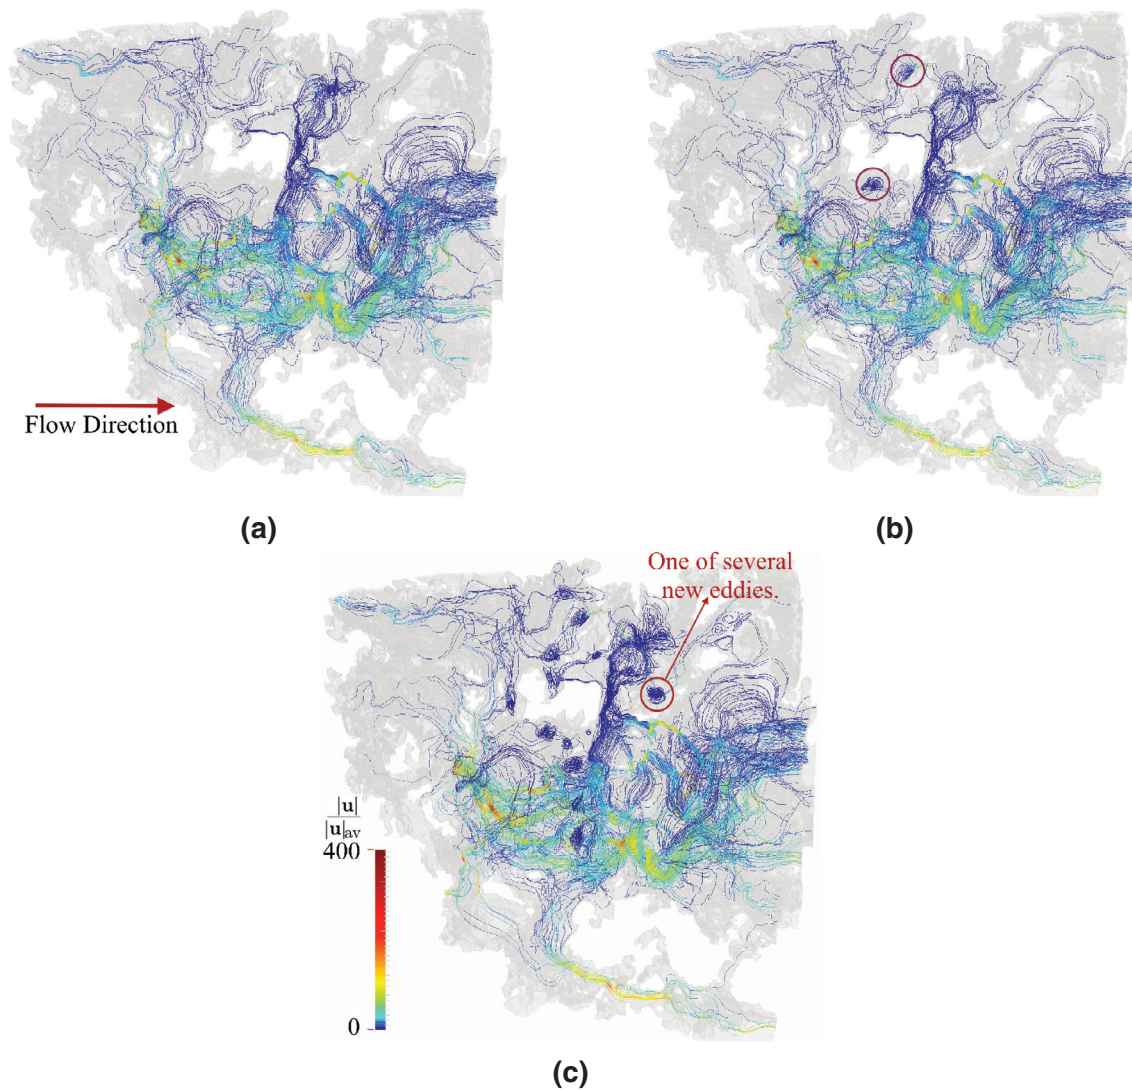 Flow Direction
(a)
(b)
One of several
new eddies.
|u|
|u|av
400
0
(c)